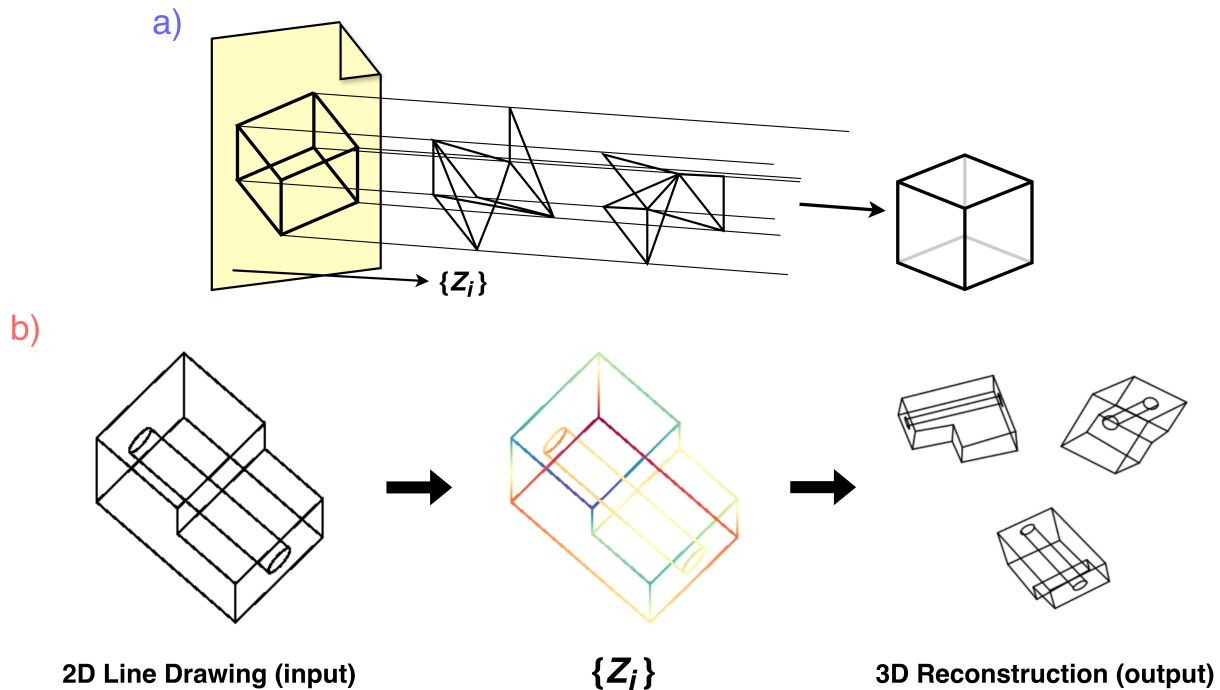 a)
{Zi}
b)
2D Line Drawing (input)
{Zi}
3D Reconstruction (output)